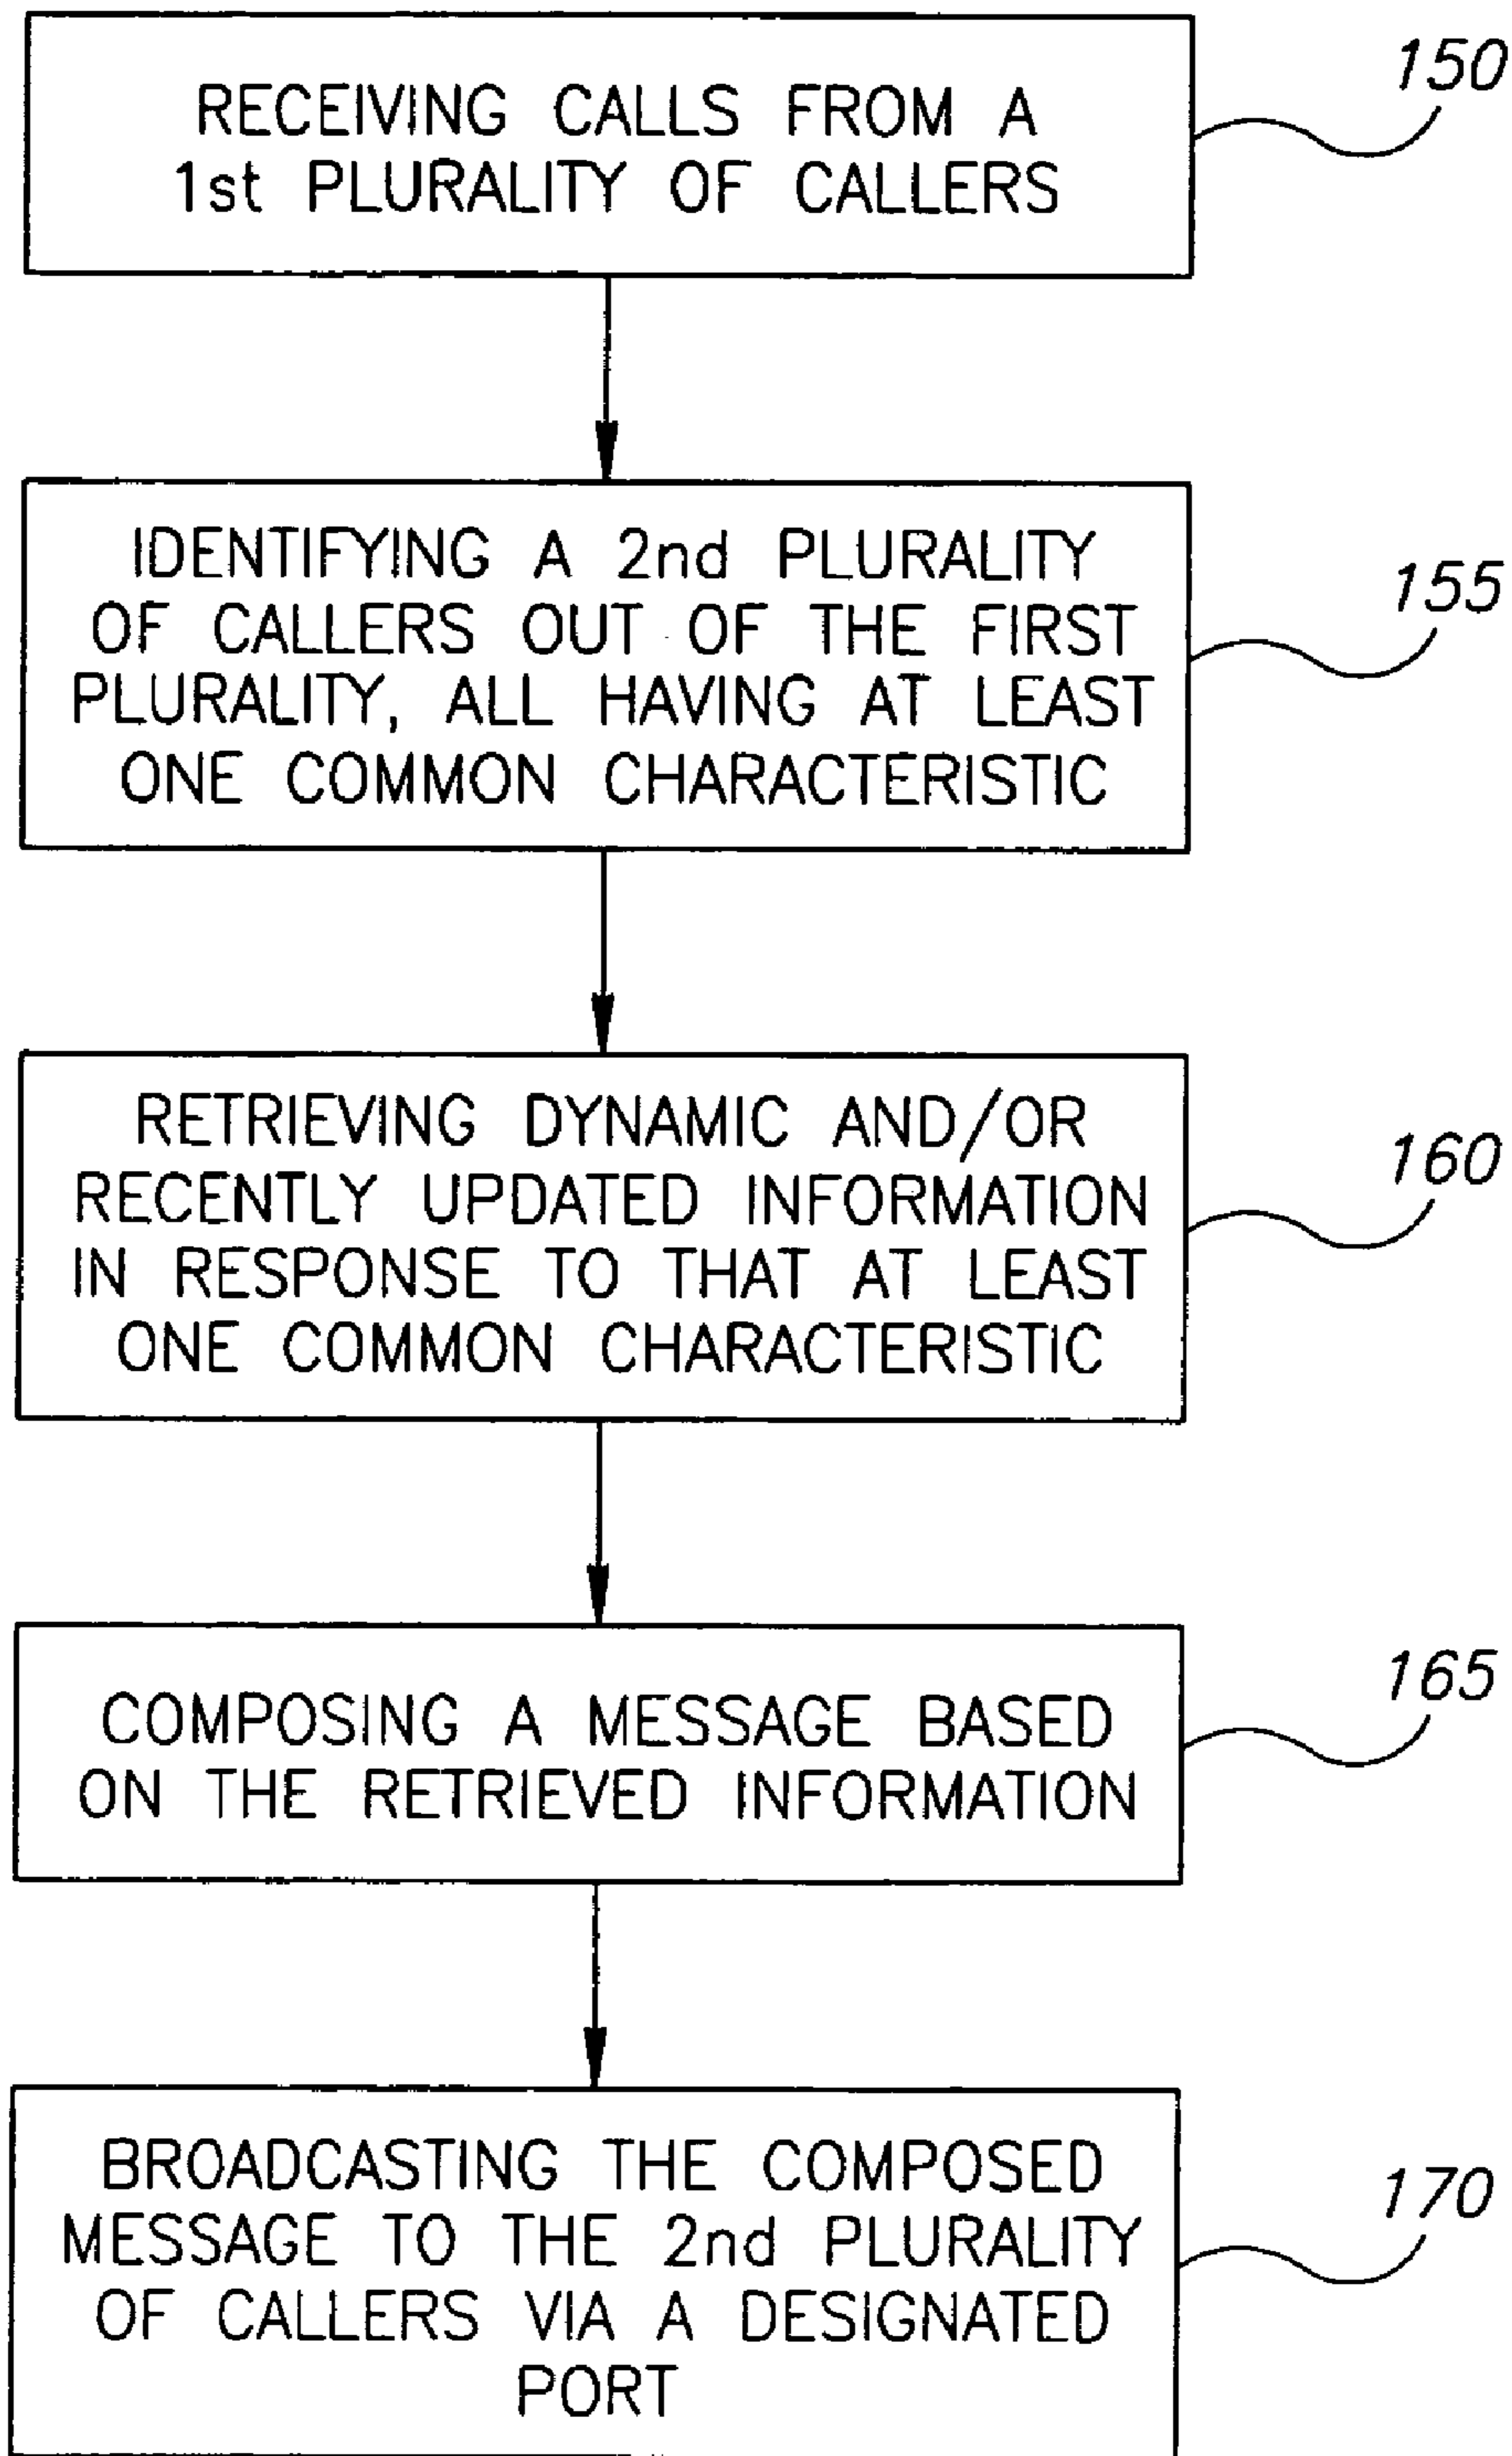 RECEIVING CALLS FROM A
1st PLURALITY OF CALLERS
150
IDENTIFYING A 2nd PLURALITY
OF CALLERS OUT OF THE FIRST
PLURALITY, ALL HAVING AT LEAST
ONE COMMON CHARACTERISTIC
155
RETRIEVING DYNAMIC AND/OR
RECENTLY UPDATED INFORMATION
IN RESPONSE TO THAT AT LEAST
ONE COMMON CHARACTERISTIC
160
COMPOSING A MESSAGE BASED
ON THE RETRIEVED INFORMATION
165
BROADCASTING THE COMPOSED
MESSAGE TO THE 2nd PLURALITY
OF CALLERS VIA A DESIGNATED
PORT
170